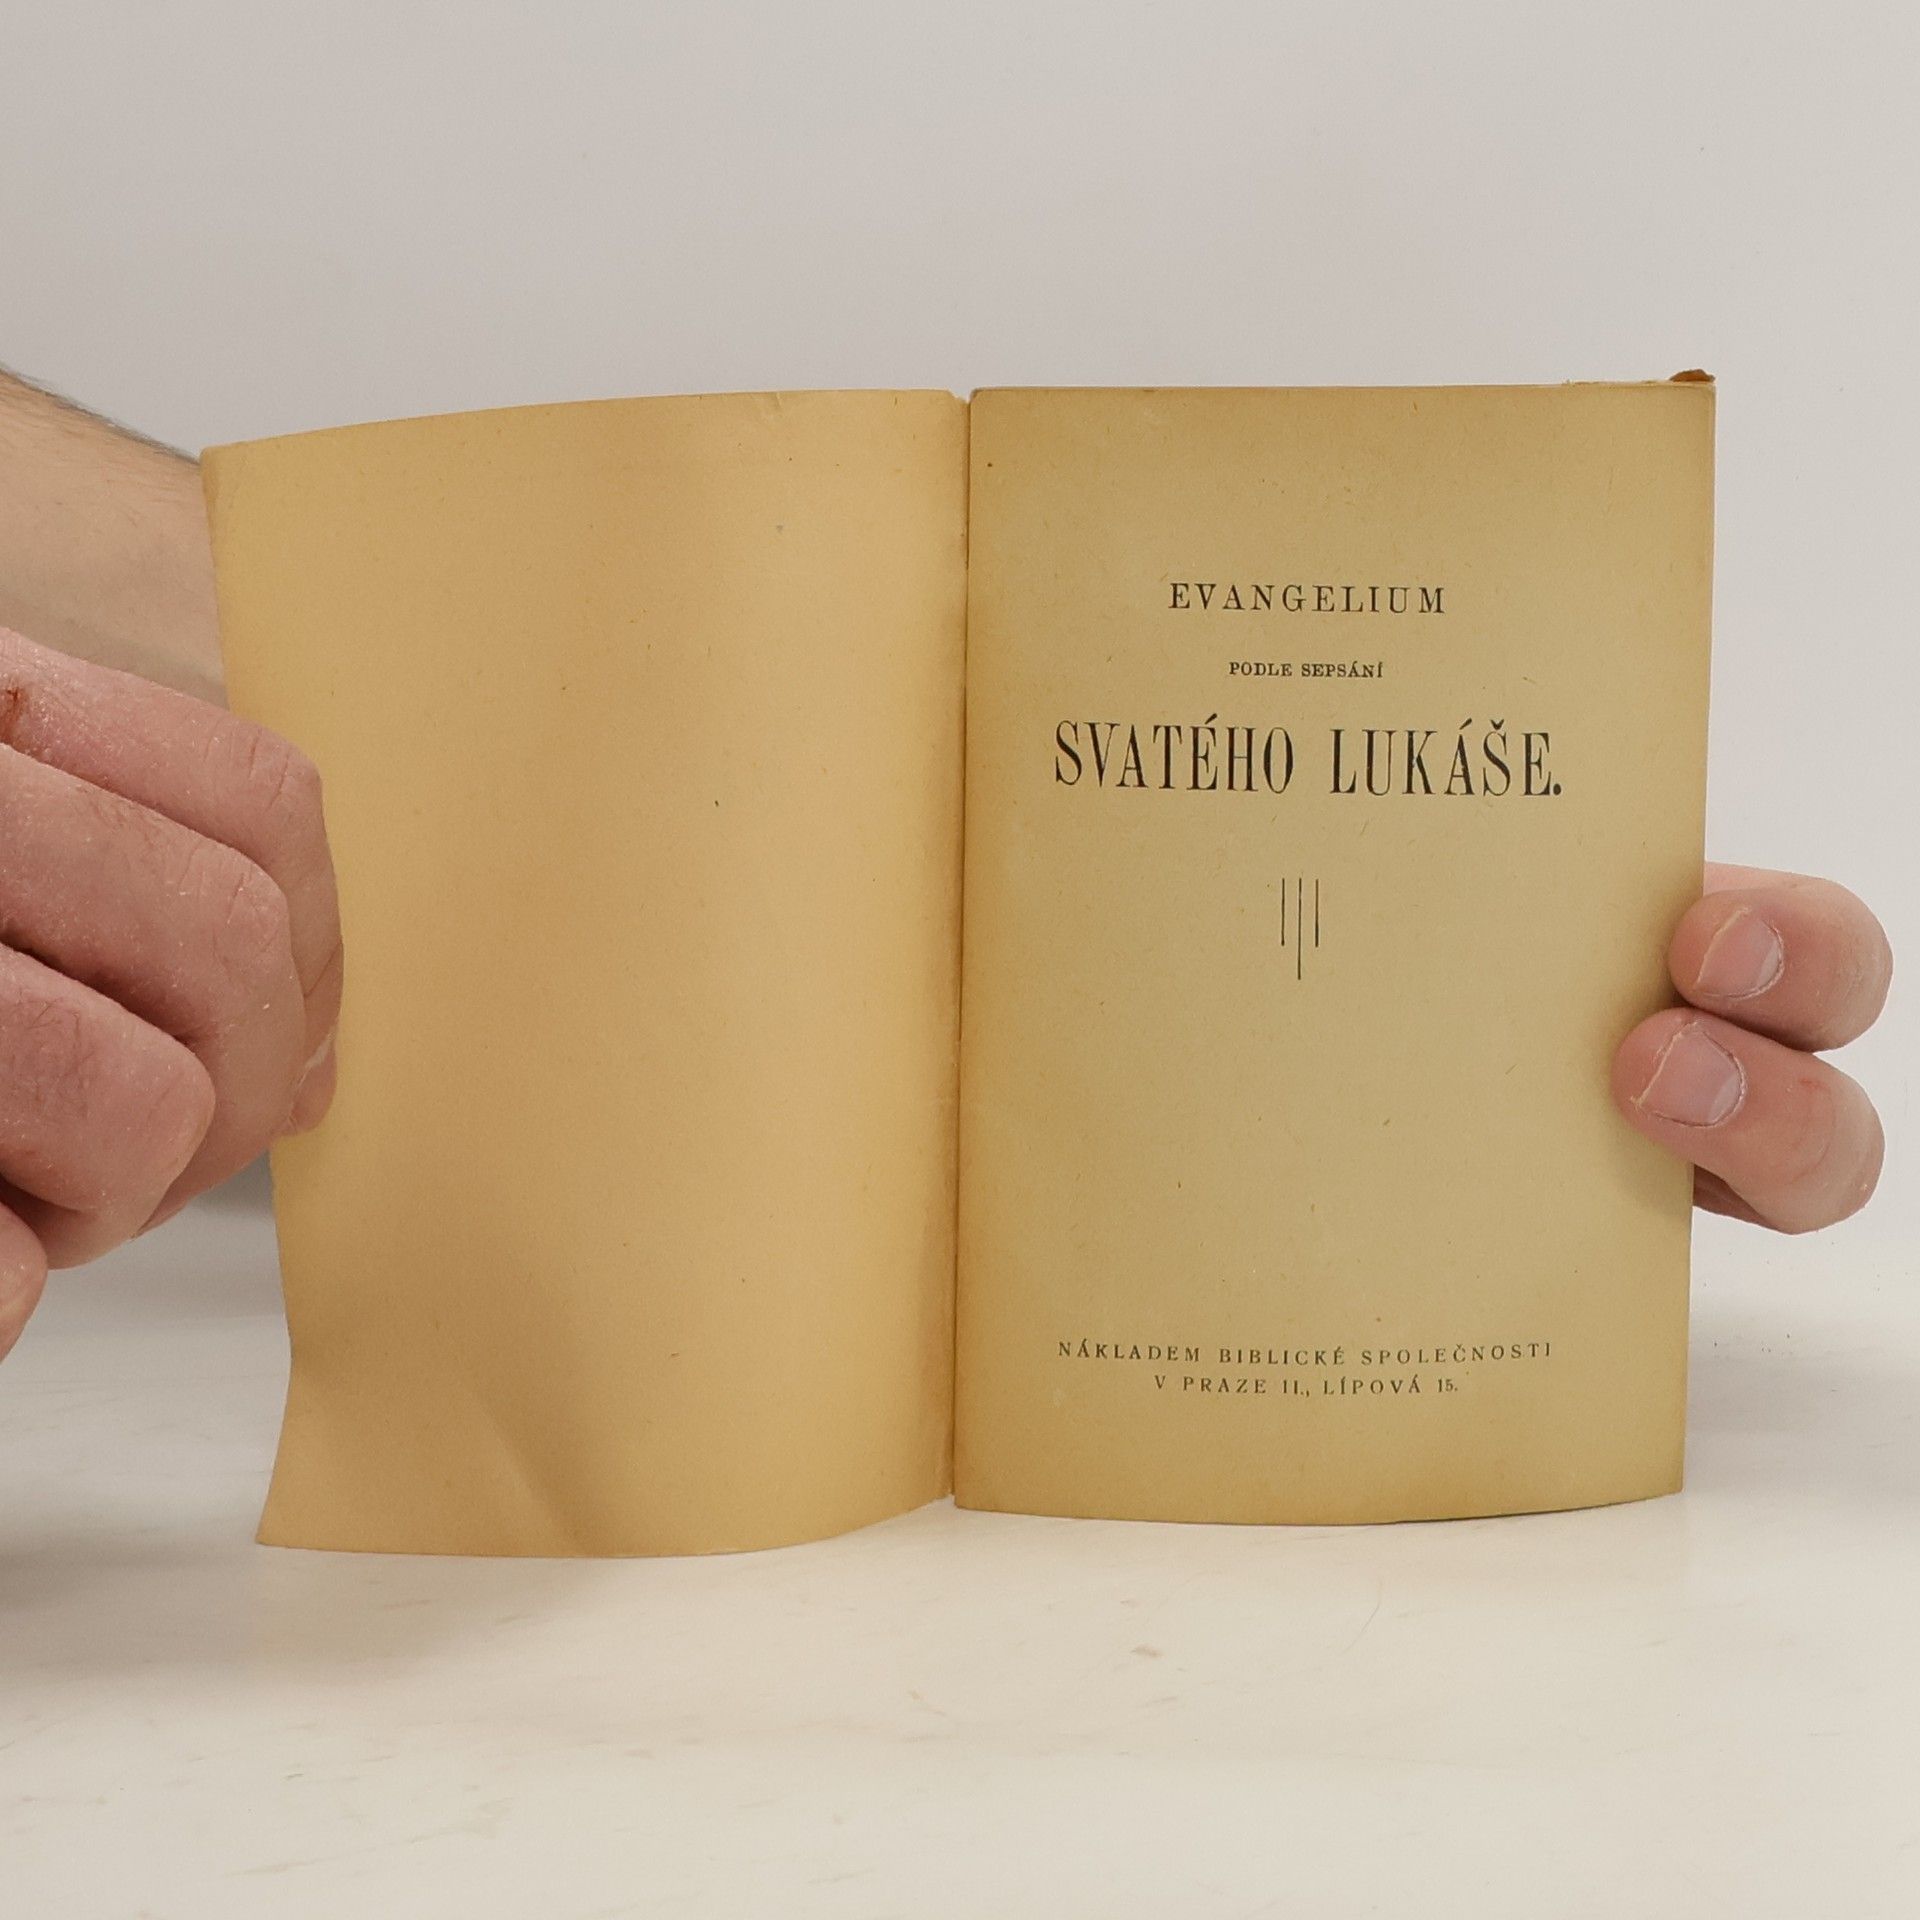 EVANGELIUM
PODLE SEPSÁNÍ
SVATÉHO LUKÁŠE.
NÁKLADEM BIBLICKÉ SPOLEČNOSTI
V PRAZE II., LÍPOVÁ 15.